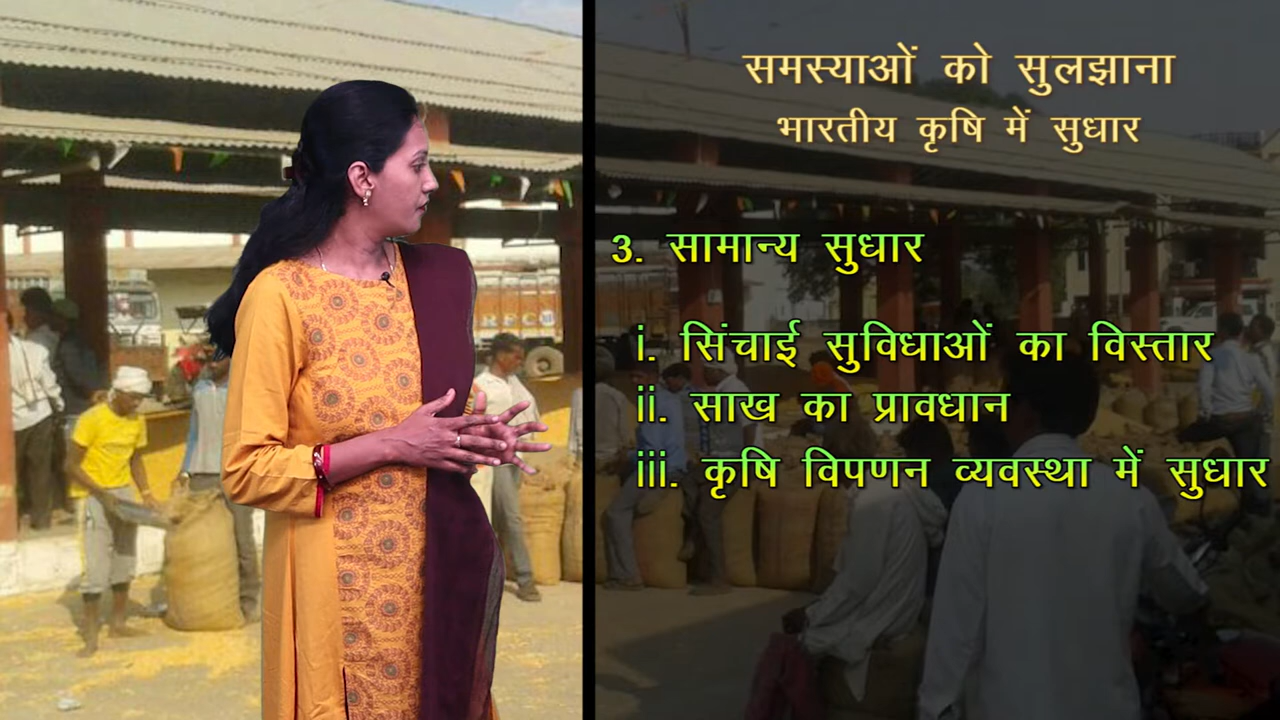 समस्याओं को सुलझाना
भारतीय कृषि में सुधार
3. सामान्य सुधार
i. सिंचाई सुविधाओं का विस्तार
ii. साख का प्रावधान
iii. कृषि विपणन व्यवस्था में सुधार